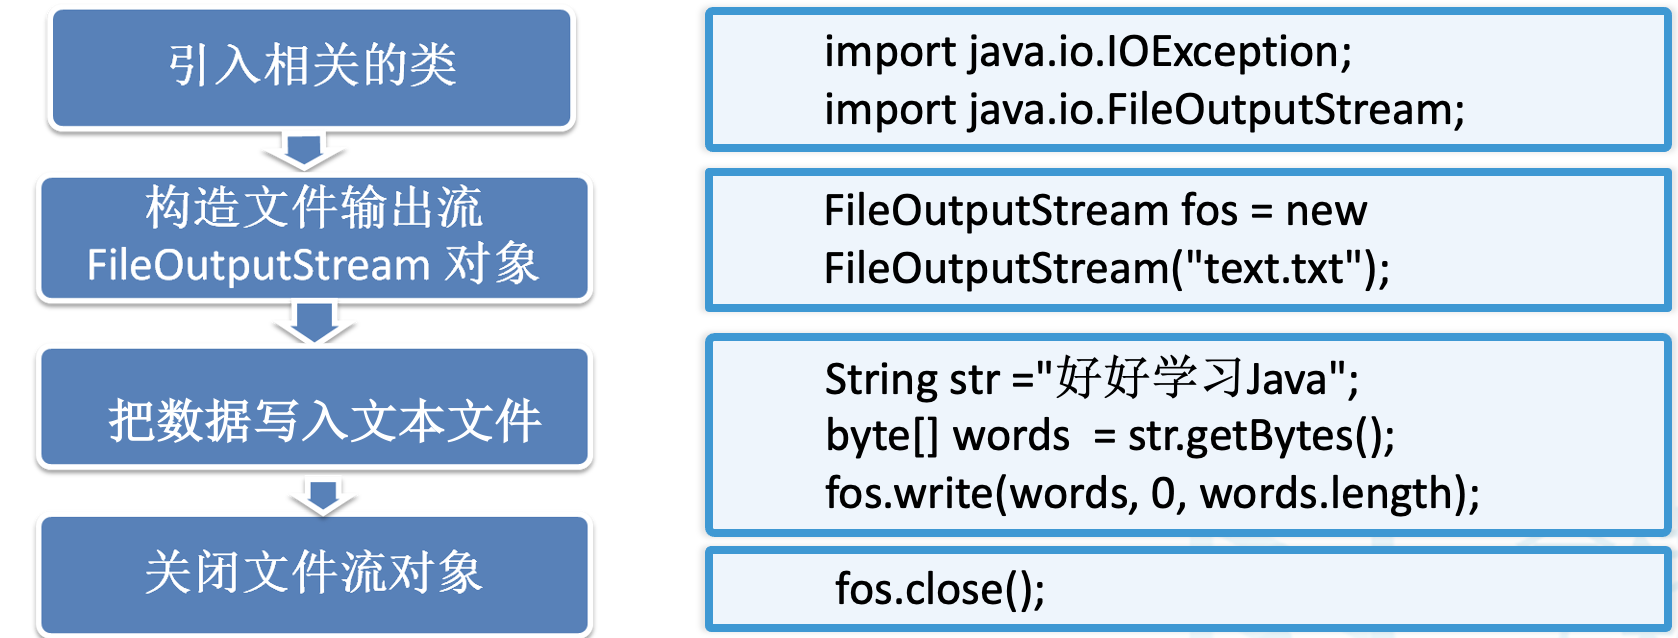 引入相关的类
import java.io.IOException;
import java.io.FileOutputStream;
构造文件输出流
FileOutputStream 对象
FileOutputStream fos = new
FileOutputStream("text.txt");
把数据写入文本文件
String str ="好好学习Java";
byte[] words  = str.getBytes();
fos.write(words, 0, words.length);
关闭文件流对象
fos.close();